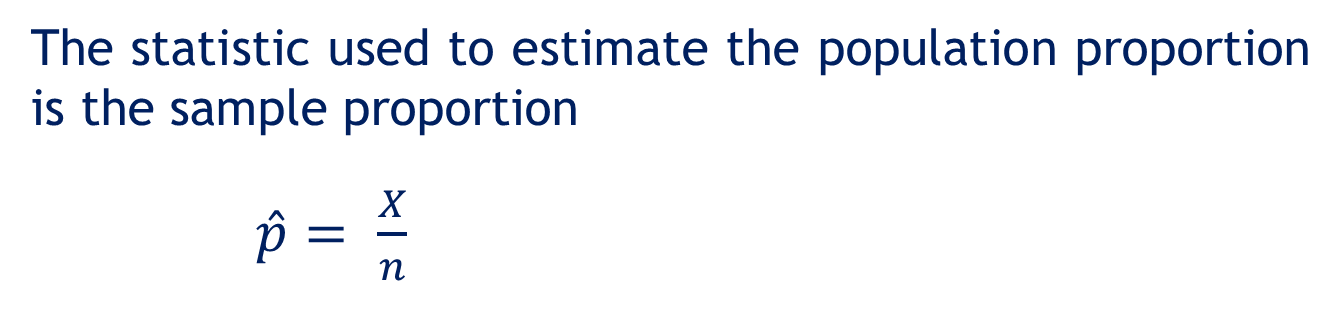 The statistic used to estimate the population proportion
is the sample proportion
p̂ = X/n